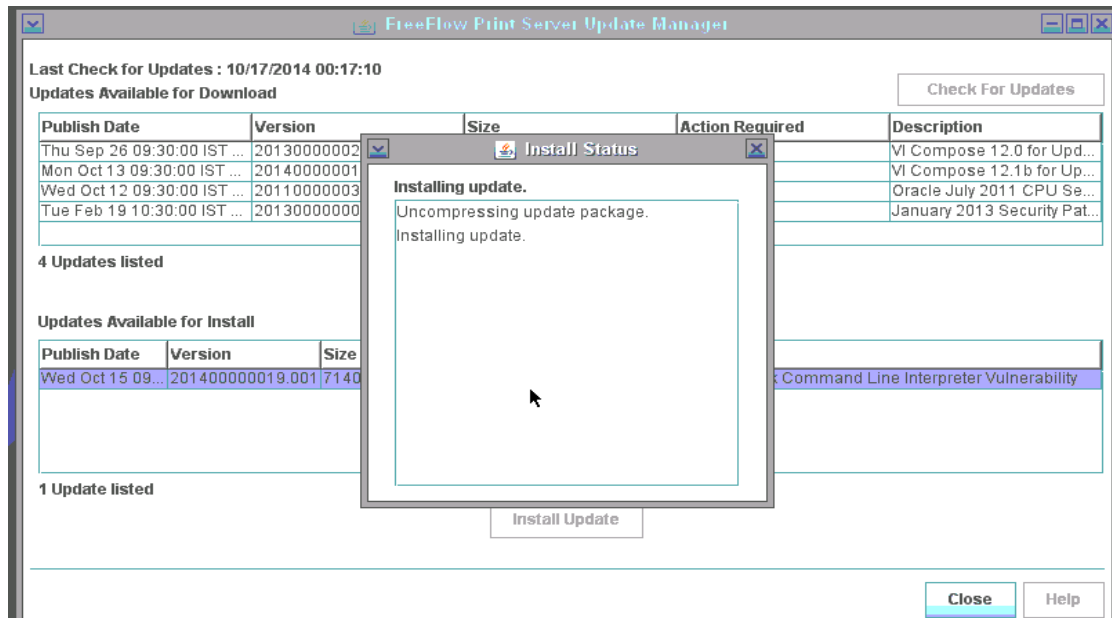 FreeFlow Print Server Update Manager
Last Check for Updates : 10/17/2014 00:17:10
Updates Available for Download
Check For Updates
Publish Date Version Size Action Required Description
Thu Sep 26 09:30:00 IST ... 20130000002 VI Compose 12.0 for Upd...
Mon Oct 13 09:30:00 IST ... 20140000001 VI Compose 12.1b for Up...
Wed Oct 12 09:30:00 IST ... 20110000003 Oracle July 2011 CPU Se...
Tue Feb 19 10:30:00 IST ... 20130000000 January 2013 Security Pat...
4 Updates listed
Install Status
Installing update.
Uncompressing update package.
Installing update.
Updates Available for Install
Publish Date Version Size
Wed Oct 15 09... 201400000019.001 7140 Command Line Interpreter Vulnerability
1 Update listed
Install Update
Close Help